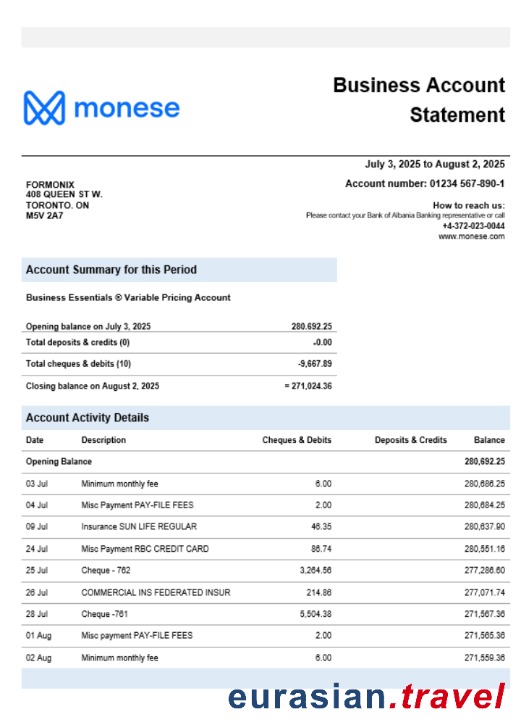 monese
Business Account
Statement
July 3, 2025 to August 2, 2025
Account number: 01234 567-890-1
FORMONIX
408 QUEEN ST W.
TORONTO. ON
M5V 2A7
How to reach us:
Please contact your Bank of Albania Banking representative or call
+4-372-023-0044
www.monese.com
Account Summary for this Period
Business Essentials ® Variable Pricing Account
Opening balance on July 3, 2025 280.692.25
Total deposits & credits (0) -0.00
Total cheques & debits (10) -9,667.89
Closing balance on August 2, 2025 = 271,024.36
Account Activity Details
Date Description Cheques & Debits Deposits & Credits Balance
Opening Balance 280,692.25
03 Jul Minimum monthly fee 6.00 280,686.25
04 Jul Misc Payment PAY-FILE FEES 2.00 280,684.25
09 Jul Insurance SUN LIFE REGULAR 46.35 280,637.90
24 Jul Misc Payment RBC CREDIT CARD 86.74 280,551.16
25 Jul Cheque - 762 3,264.56 277,286.60
26 Jul COMMERCIAL INS FEDERATED INSUR 214.86 277,071.74
28 Jul Cheque -761 5,504.38 271,567.36
01 Aug Misc payment PAY-FILE FEES 2.00 271,565.36
02 Aug Minimum monthly fee 6.00 271,559.36
eurasian.travel